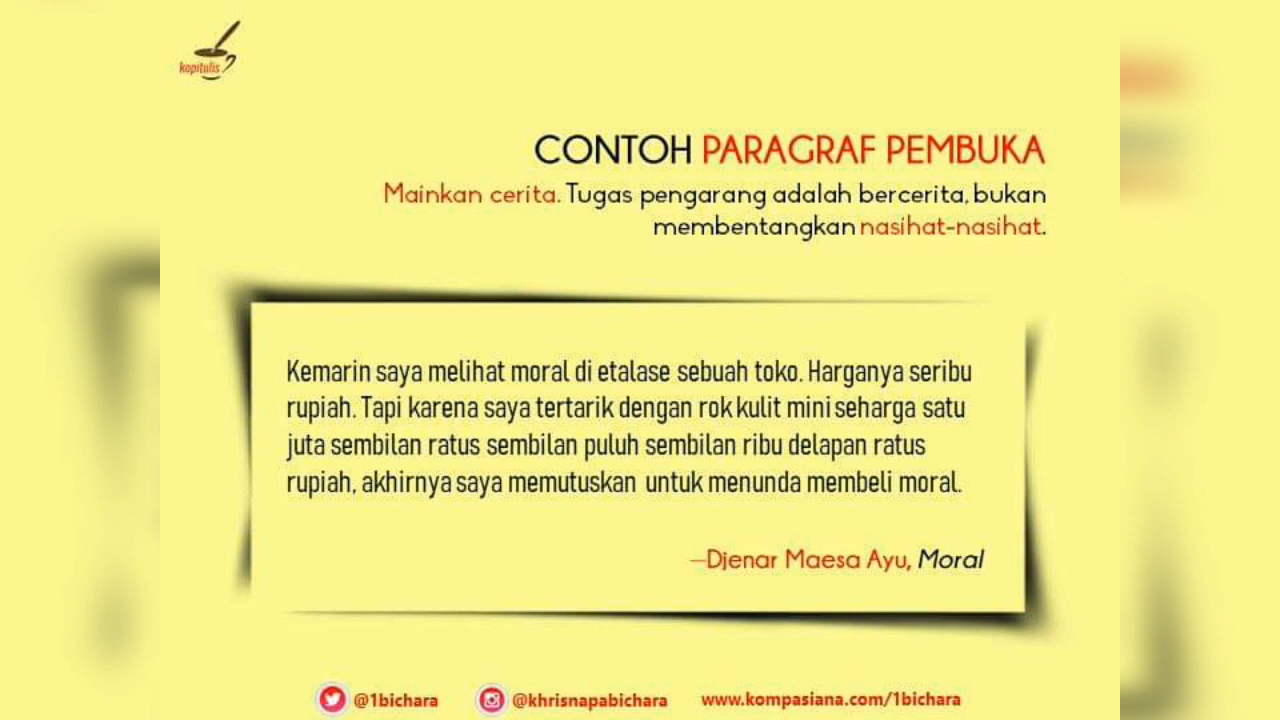 kopitulis
CONTOH PARAGRAF PEMBUKA
Mainkan cerita. Tugas pengarang adalah bercerita, bukan
membentangkan nasihat-nasihat.
Kemarin saya melihat moral di etalase sebuah toko. Harganya seribu
rupiah. Tapi karena saya tertarik dengan rok kulit mini seharga satu
juta sembilan ratus sembilan puluh sembilan ribu delapan ratus
rupiah, akhirnya saya memutuskan untuk menunda membeli moral.
—Djenar Maesa Ayu, Moral
@1bichara @khrisnapabichara www.kompasiana.com/1bichara